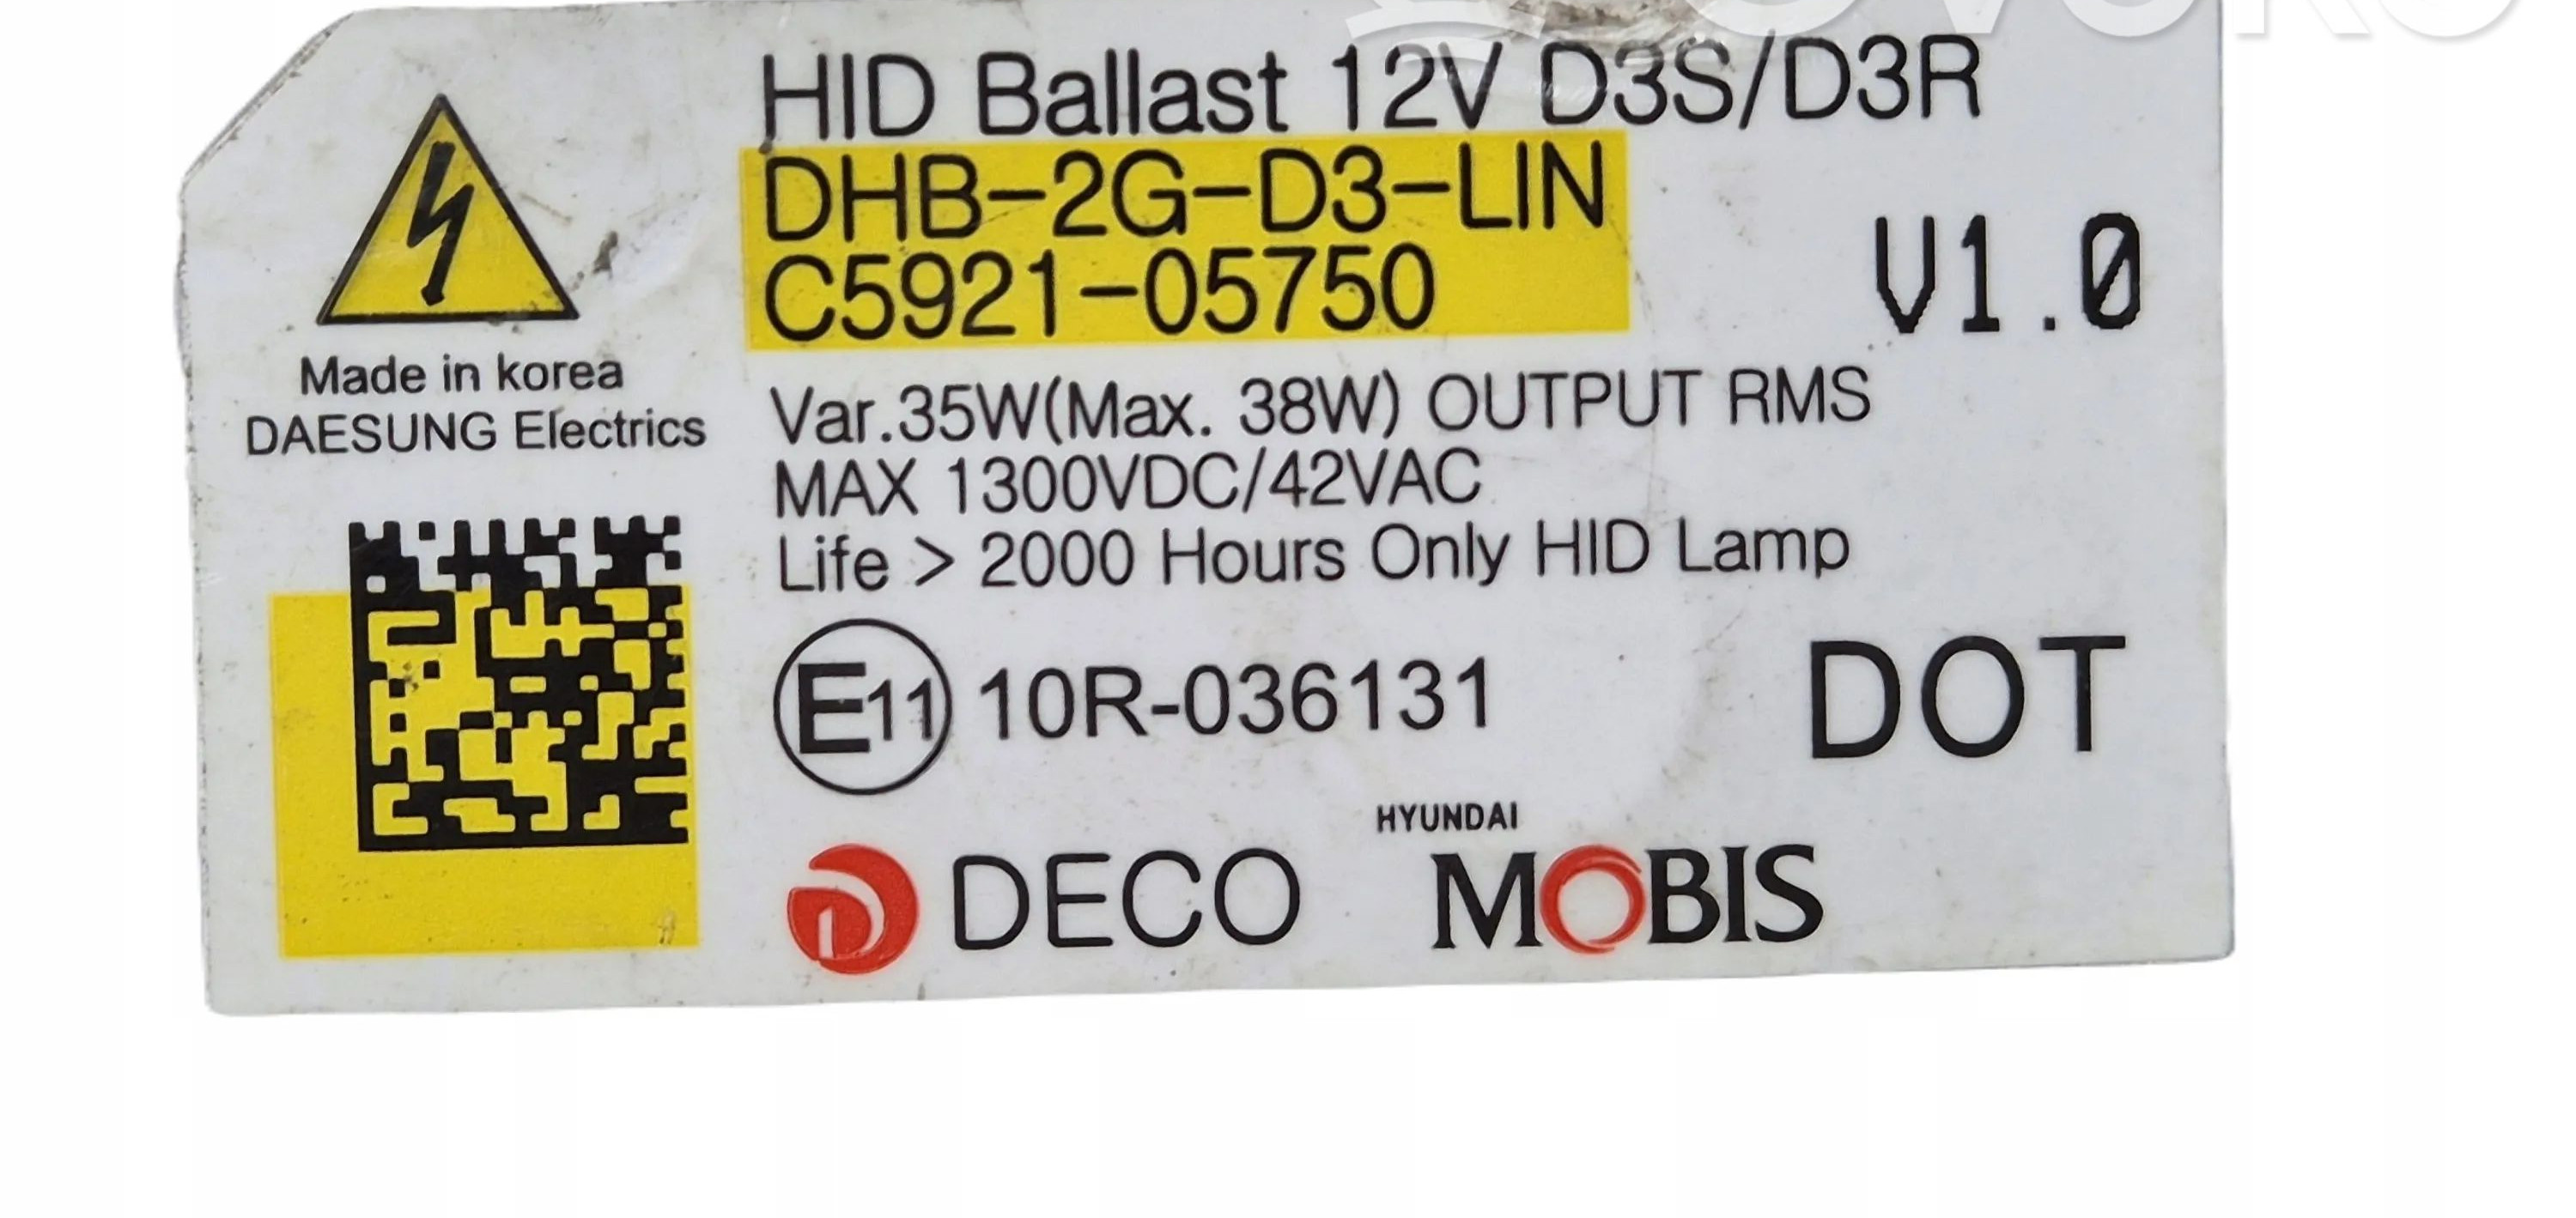 HID Ballast 12V D3S/D3R
DHB-2G-D3-LIN
C5921-05750
V1.0
Made in korea
DAESUNG Electrics
Var.35W(Max. 38W) OUTPUT RMS
MAX 1300VDC/42VAC
Life > 2000 Hours Only HID Lamp
E11 10R-036131
DOT
DECO
HYUNDAI
MOBIS